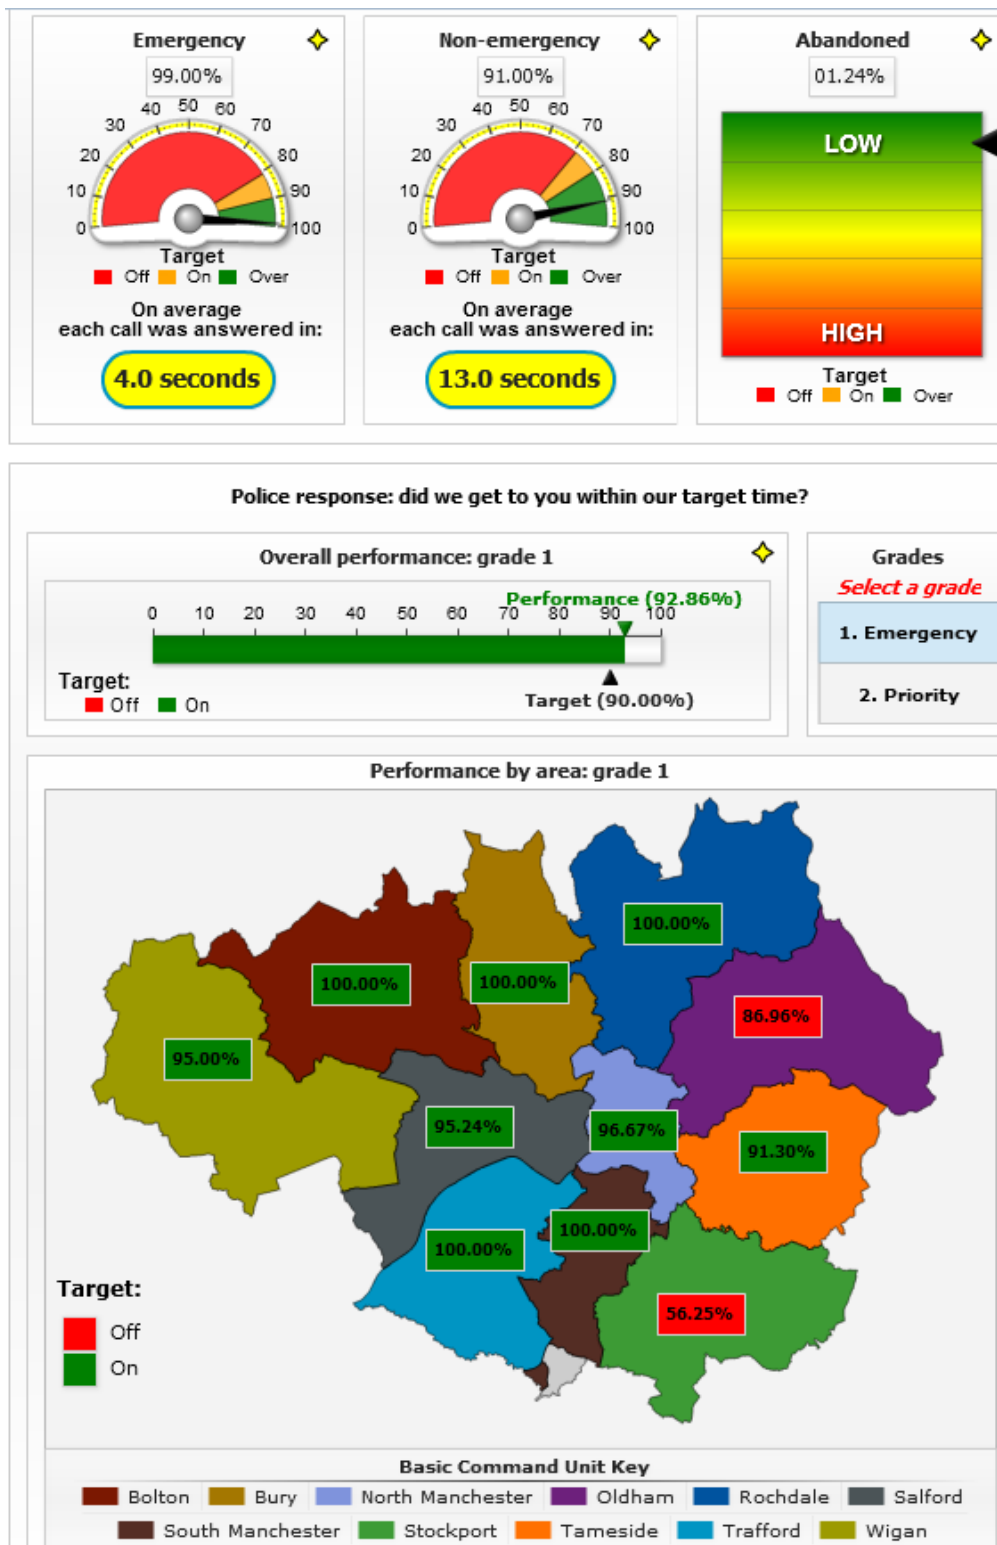 Emergency
99.00%
0 10 20 30 40 50 60 70 80 90 100
Target
Off On Over
On average
each call was answered in:
4.0 seconds
Non-emergency
91.00%
0 10 20 30 40 50 60 70 80 90 100
Target
Off On Over
On average
each call was answered in:
13.0 seconds
Abandoned
01.24%
LOW
HIGH
Target
Off On Over
Police response: did we get to you within our target time?
Overall performance: grade 1
Performance (92.86%)
0 10 20 30 40 50 60 70 80 90 100
Target:
Off On
Target (90.00%)
Grades
Select a grade
1. Emergency
2. Priority
Performance by area: grade 1
100.00%
100.00%
100.00%
86.96%
95.00%
95.24%
96.67%
91.30%
100.00%
100.00%
56.25%
Target:
Off
On
Basic Command Unit Key
Bolton Bury North Manchester Oldham Rochdale Salford
South Manchester Stockport Tameside Trafford Wigan